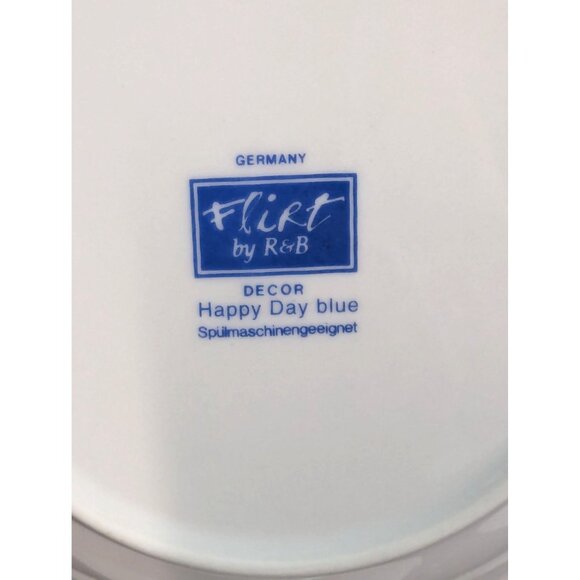 GERMANY
FliRt
by R&B
DECOR
Happy Day blue
Spülmaschinengeeignet